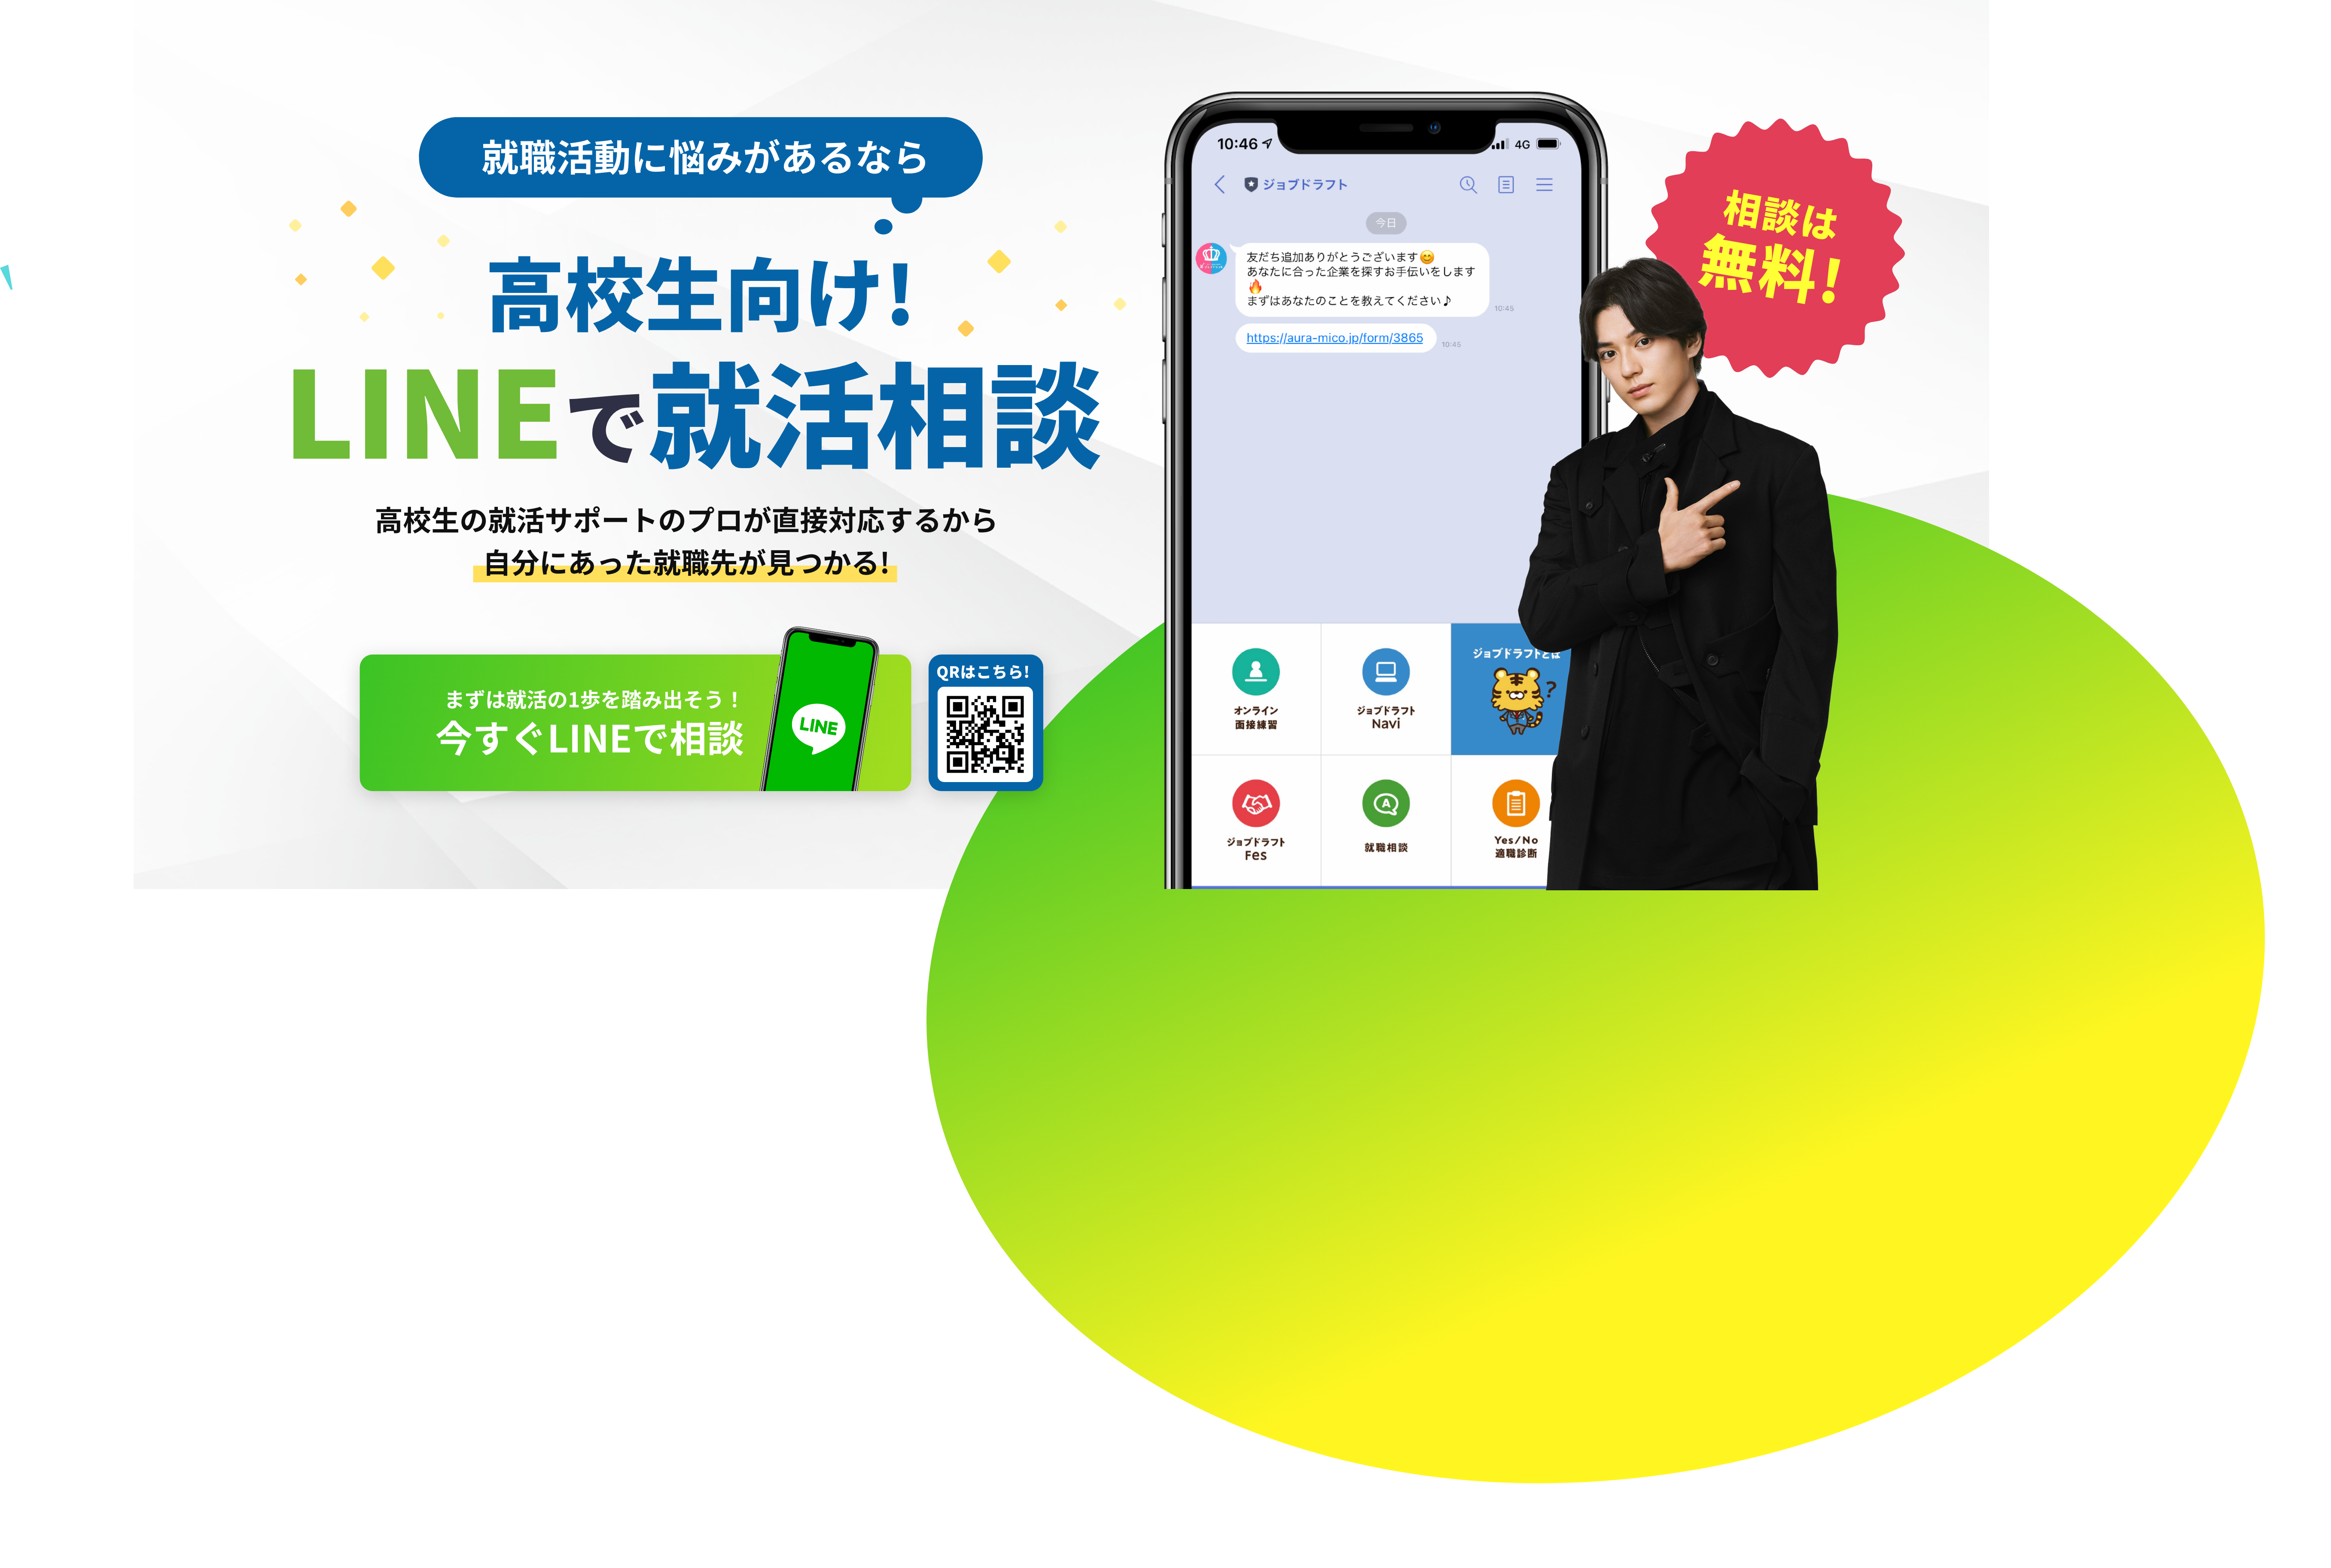 就職活動に悩みがあるなら
高校生向け!
LINEで就活相談
高校生の就活サポートのプロが直接対応するから
自分にあった就職先が見つかる!
まずは就活の1歩を踏み出そう！
今すぐLINEで相談
LINE
QRはこちら!
10:46
4G
ジョブドラフト
今日
友だち追加ありがとうございます😊
あなたに合った企業を探すお手伝いをします
🔥
まずはあなたのことを教えてください♪
10:45
https://aura-mico.jp/form/3865
10:45
相談は
無料!
オンライン
面接練習
ジョブドラフト
Navi
ジョブドラフトとは
?
ジョブドラフト
Fes
A
就職相談
Yes/No
適職診断